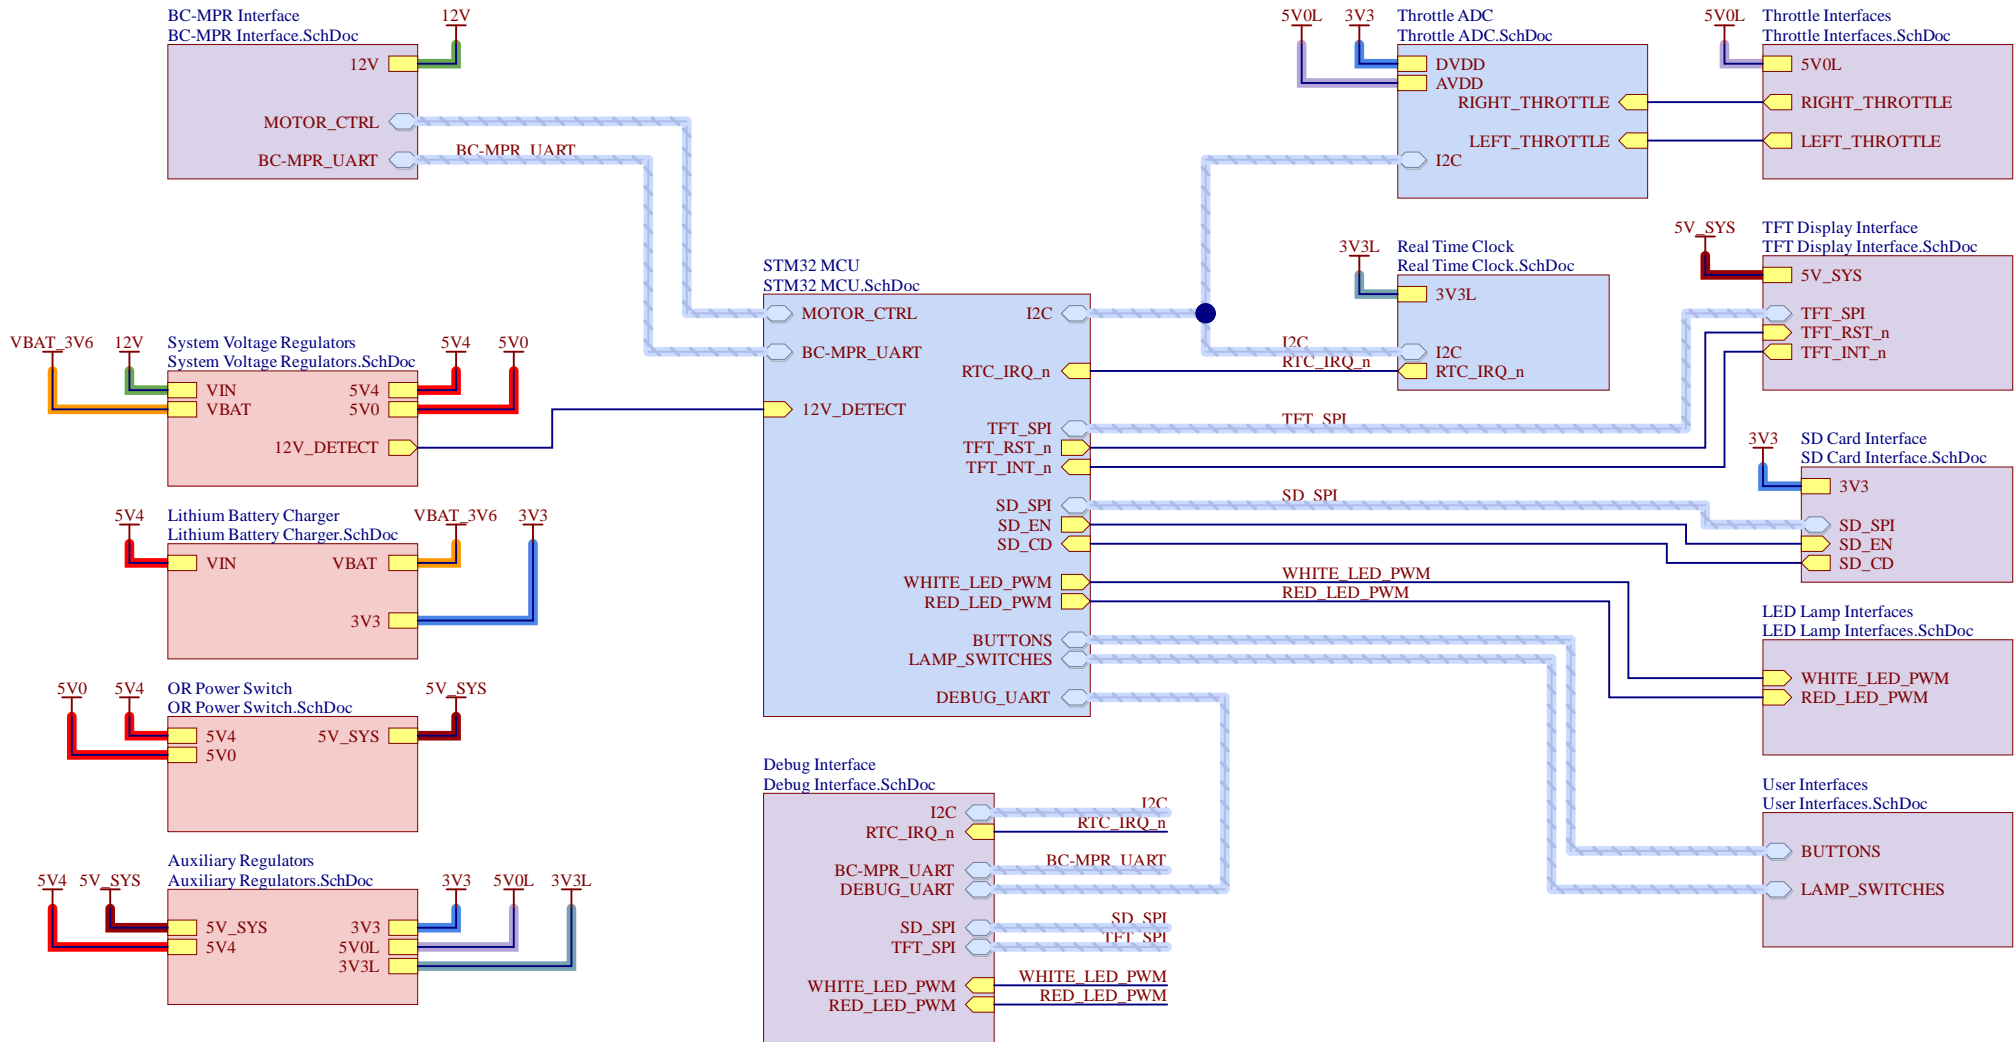 BC-MPR Interface
BC-MPR Interface.SchDoc
12V
12V
MOTOR_CTRL
BC-MPR_UART
BC-MPR_UART
System Voltage Regulators
System Voltage Regulators.SchDoc
VBAT_3V6
12V
5V4
5V0
VIN
VBAT
5V4
5V0
12V_DETECT
Lithium Battery Charger
Lithium Battery Charger.SchDoc
5V4
VBAT_3V6
3V3
VIN
VBAT
3V3
OR Power Switch
OR Power Switch.SchDoc
5V0
5V4
5V_SYS
5V4
5V0
5V_SYS
Auxiliary Regulators
Auxiliary Regulators.SchDoc
5V4
5V_SYS
3V3
5V0L
3V3L
5V_SYS
5V4
3V3
5V0L
3V3L
STM32 MCU
STM32 MCU.SchDoc
MOTOR_CTRL
BC-MPR_UART
12V_DETECT
I2C
RTC_IRQ_n
TFT_SPI
TFT_RST_n
TFT_INT_n
SD_SPI
SD_EN
SD_CD
WHITE_LED_PWM
RED_LED_PWM
BUTTONS
LAMP_SWITCHES
DEBUG_UART
I2C
RTC_IRQ_n
TFT_SPI
SD_SPI
WHITE_LED_PWM
RED_LED_PWM
Debug Interface
Debug Interface.SchDoc
I2C
RTC_IRQ_n
BC-MPR_UART
DEBUG_UART
SD_SPI
TFT_SPI
WHITE_LED_PWM
RED_LED_PWM
I2C
RTC_IRQ_n
BC-MPR_UART
SD_SPI
TFT_SPI
WHITE_LED_PWM
RED_LED_PWM
Throttle ADC
Throttle ADC.SchDoc
5V0L
3V3
DVDD
AVDD
RIGHT_THROTTLE
LEFT_THROTTLE
I2C
Throttle Interfaces
Throttle Interfaces.SchDoc
5V0L
5V0L
RIGHT_THROTTLE
LEFT_THROTTLE
Real Time Clock
Real Time Clock.SchDoc
3V3L
3V3L
I2C
RTC_IRQ_n
TFT Display Interface
TFT Display Interface.SchDoc
5V_SYS
5V_SYS
TFT_SPI
TFT_RST_n
TFT_INT_n
SD Card Interface
SD Card Interface.SchDoc
3V3
3V3
SD_SPI
SD_EN
SD_CD
LED Lamp Interfaces
LED Lamp Interfaces.SchDoc
WHITE_LED_PWM
RED_LED_PWM
User Interfaces
User Interfaces.SchDoc
BUTTONS
LAMP_SWITCHES